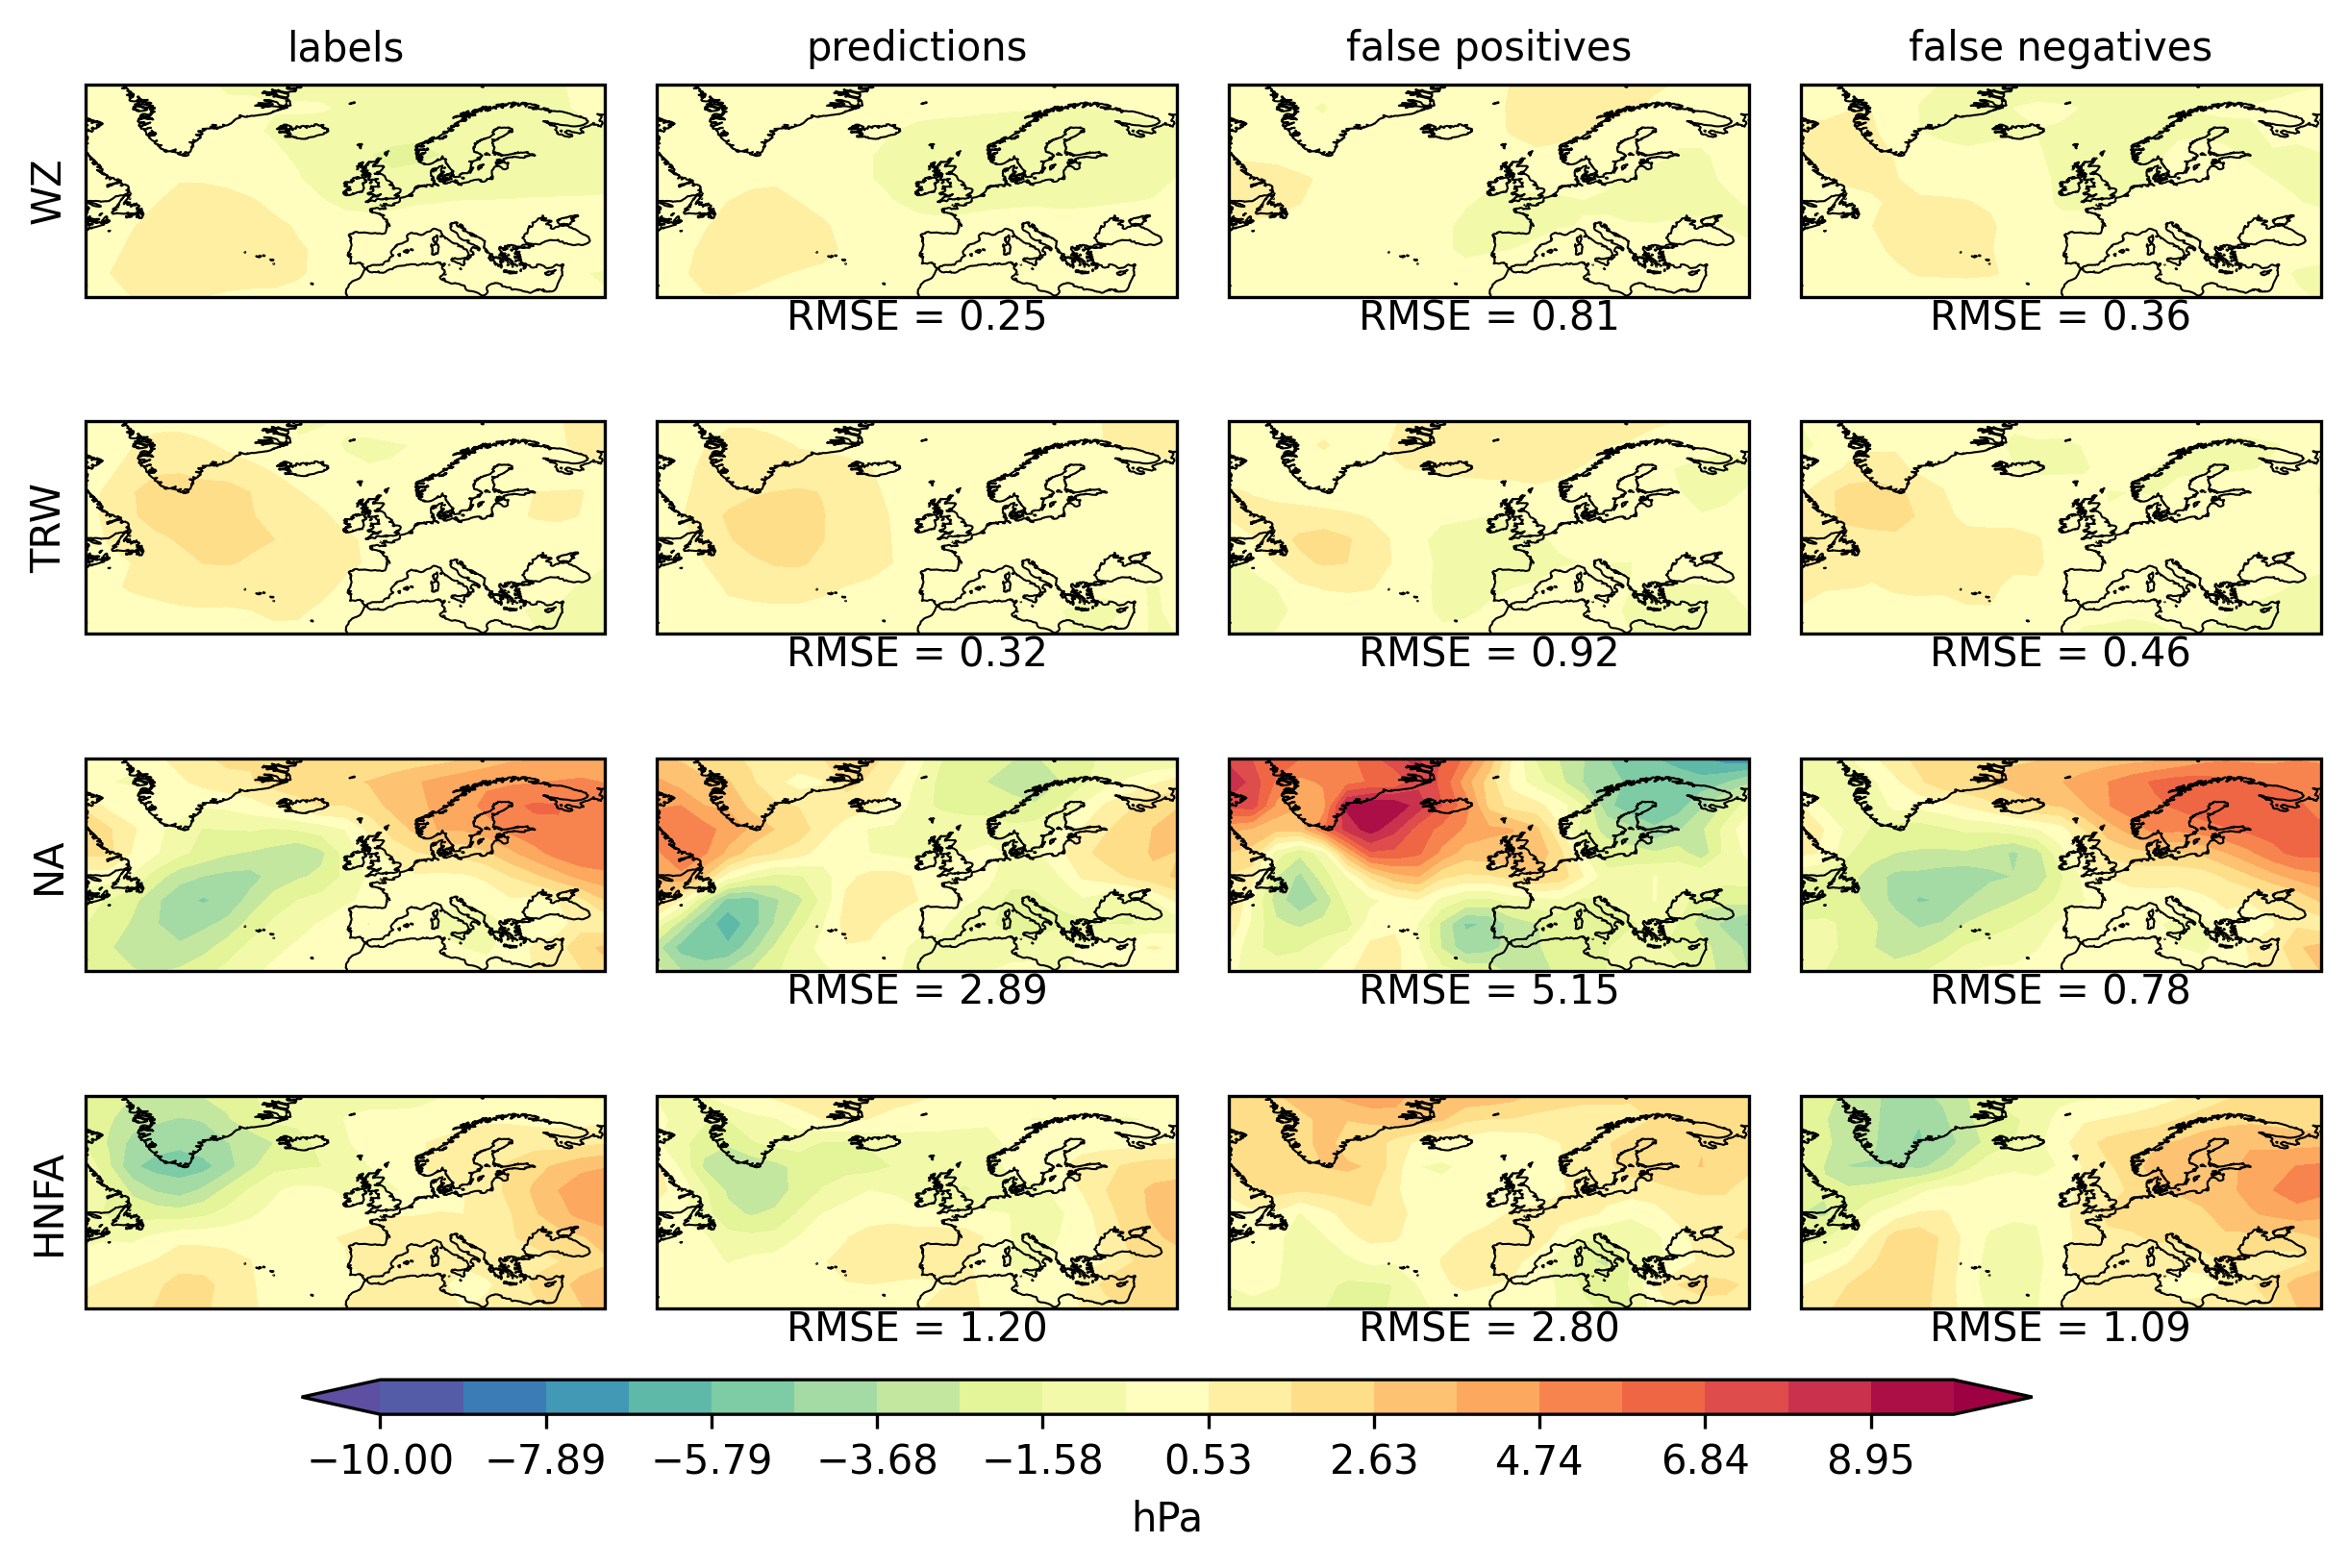 labels predictions false positives false negatives
WZ
RMSE = 0.25 RMSE = 0.81 RMSE = 0.36
TRW
RMSE = 0.32 RMSE = 0.92 RMSE = 0.46
NA
RMSE = 2.89 RMSE = 5.15 RMSE = 0.78
HNFA
RMSE = 1.20 RMSE = 2.80 RMSE = 1.09
−10.00 −7.89 −5.79 −3.68 −1.58 0.53 2.63 4.74 6.84 8.95
hPa